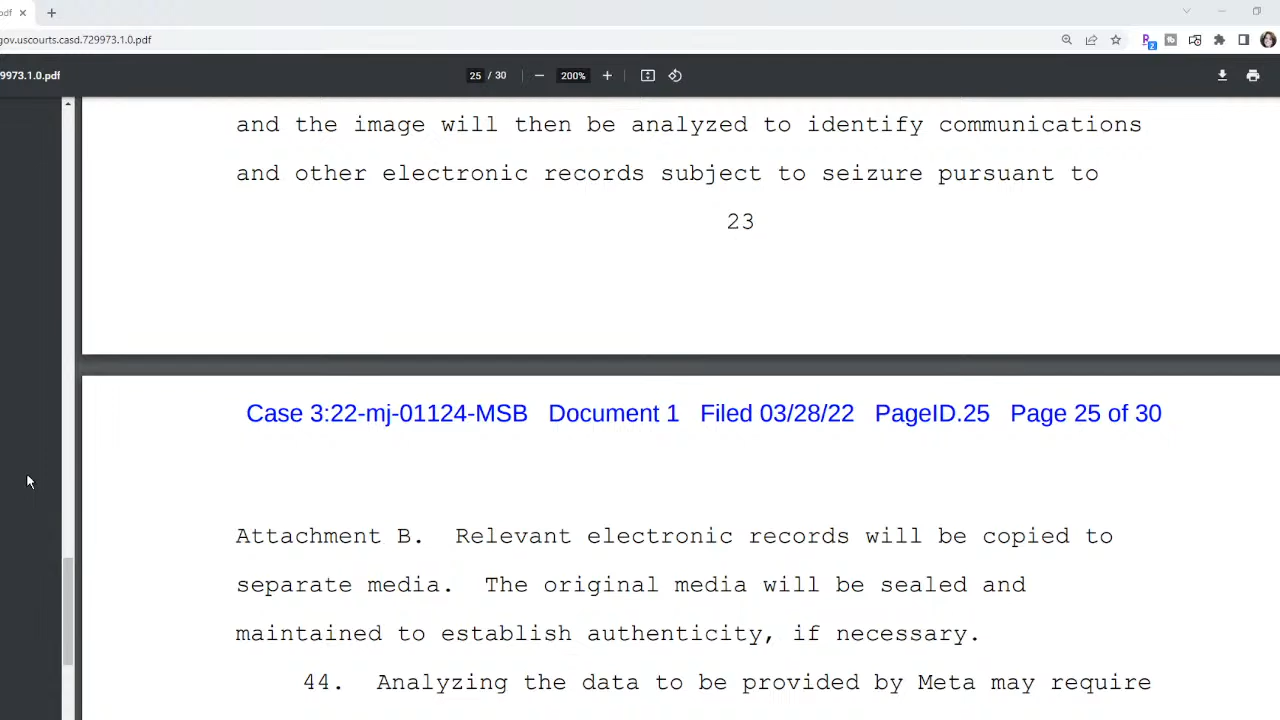 pdf
gov.uscourts.casd.729973.1.0.pdf
9973.1.0.pdf
25 / 30
200%
and the image will then be analyzed to identify communications
and other electronic records subject to seizure pursuant to
23
Case 3:22-mj-01124-MSB Document 1 Filed 03/28/22 PageID.25 Page 25 of 30
Attachment B. Relevant electronic records will be copied to
separate media. The original media will be sealed and
maintained to establish authenticity, if necessary.
44. Analyzing the data to be provided by Meta may require